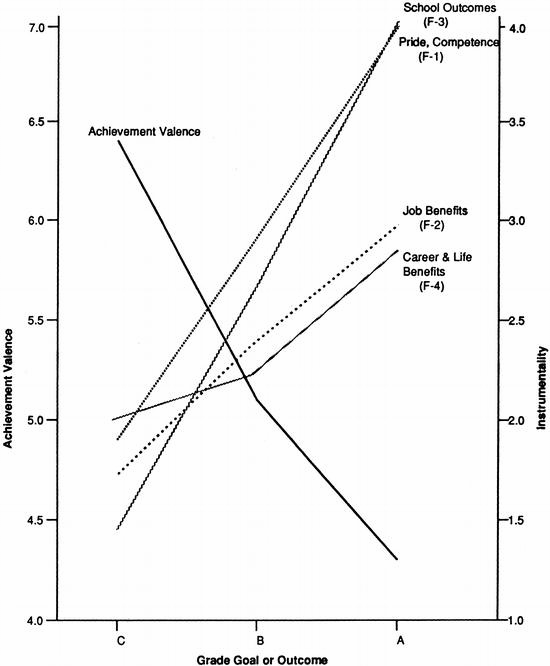 School Outcomes
(F-3)
7.0
4.0
Pride, Competence
(F-1)
6.5
3.5
Achievement Valence
Job Benefits
(F-2)
6.0
3.0
Career & Life
Benefits
(F-4)
5.5
2.5
Achievement Valence
Instrumentality
5.0
2.0
4.5
1.5
4.0
1.0
C
B
A
Grade Goal or Outcome